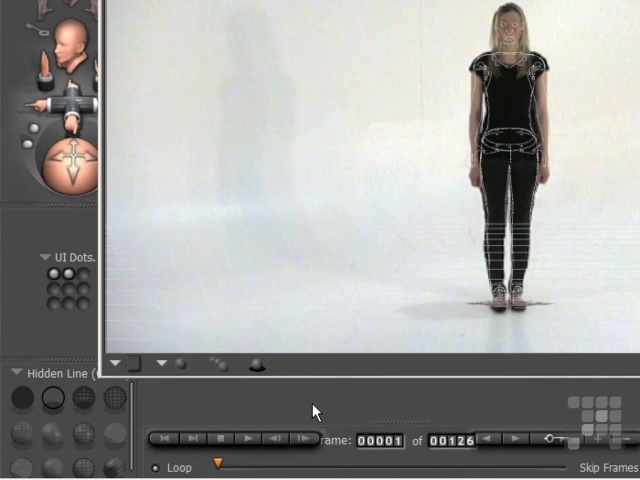 UI Dots.
Hidden Line (
rame: 00001 of 00126
Loop
Skip Frames